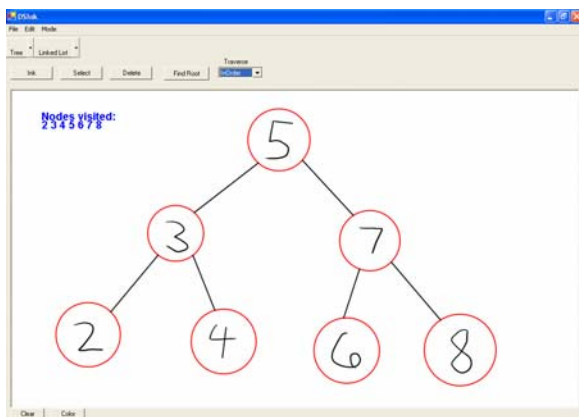 DSInk
File Edit Mode
Tree Linked List
Traverse
Ink Select Delete Find Root InOrder
Nodes visited:
2 3 4 5 6 7 8
5
3 7
2 4 6 8
Clear Color